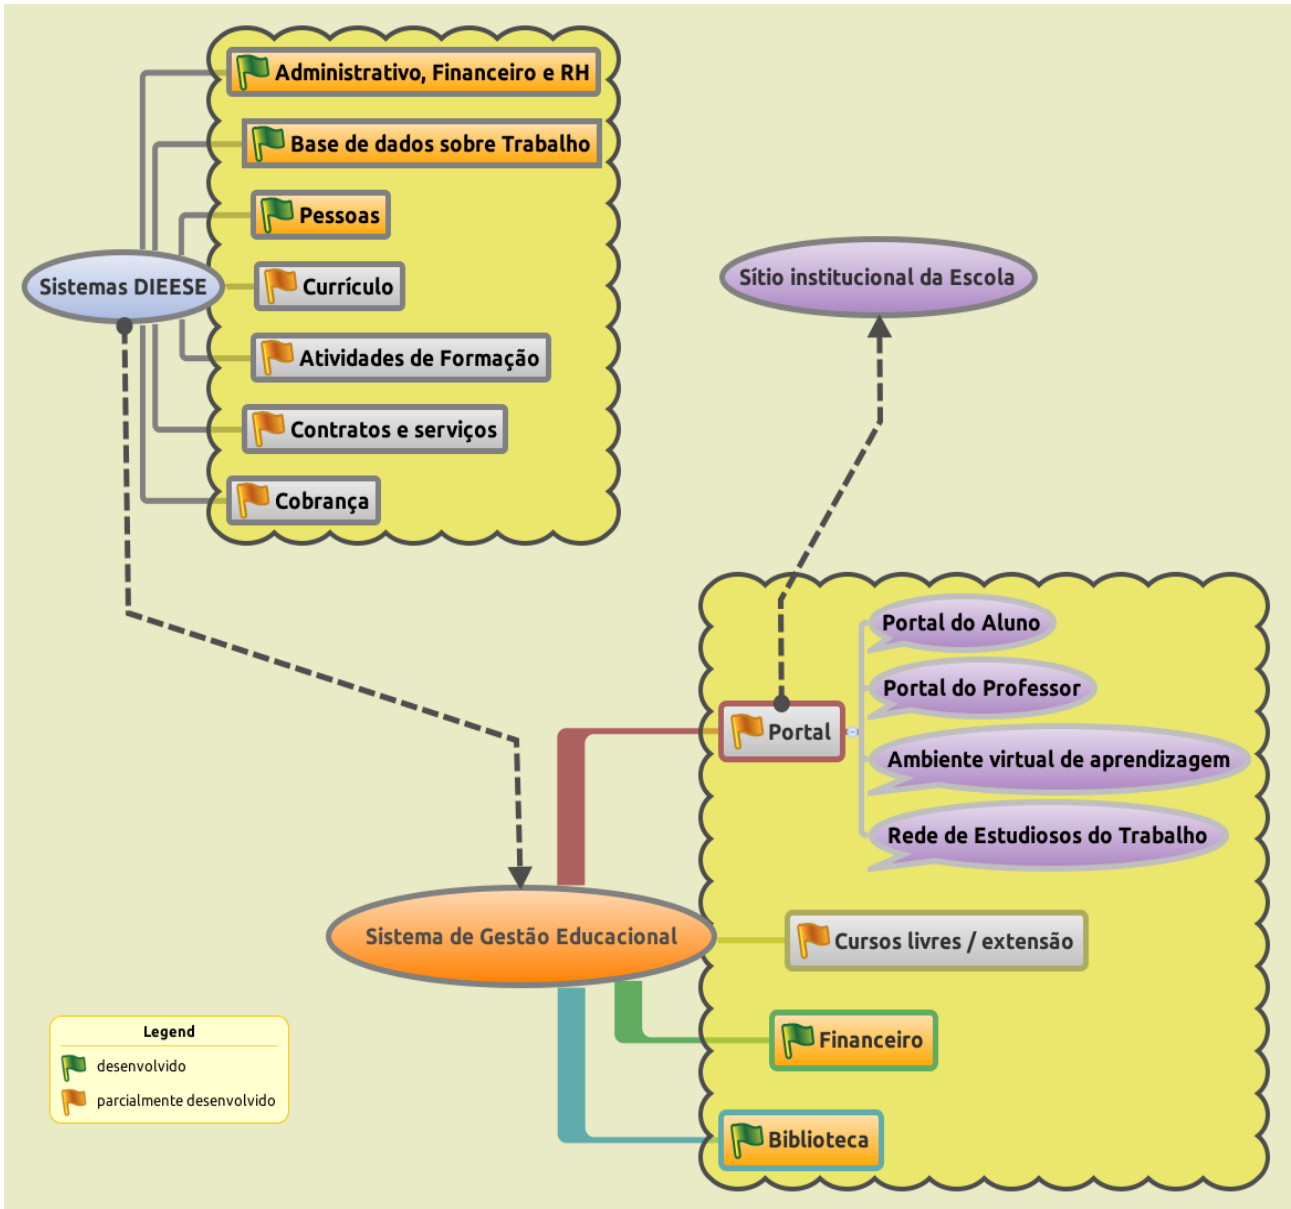 Administrativo, Financeiro e RH
Base de dados sobre Trabalho
Pessoas
Sistemas DIEESE
Currículo
Atividades de Formação
Contratos e serviços
Cobrança
Sítio institucional da Escola
Portal do Aluno
Portal do Professor
Portal
Ambiente virtual de aprendizagem
Rede de Estudiosos do Trabalho
Sistema de Gestão Educacional
Cursos livres / extensão
Financeiro
Biblioteca
Legend
desenvolvido
parcialmente desenvolvido